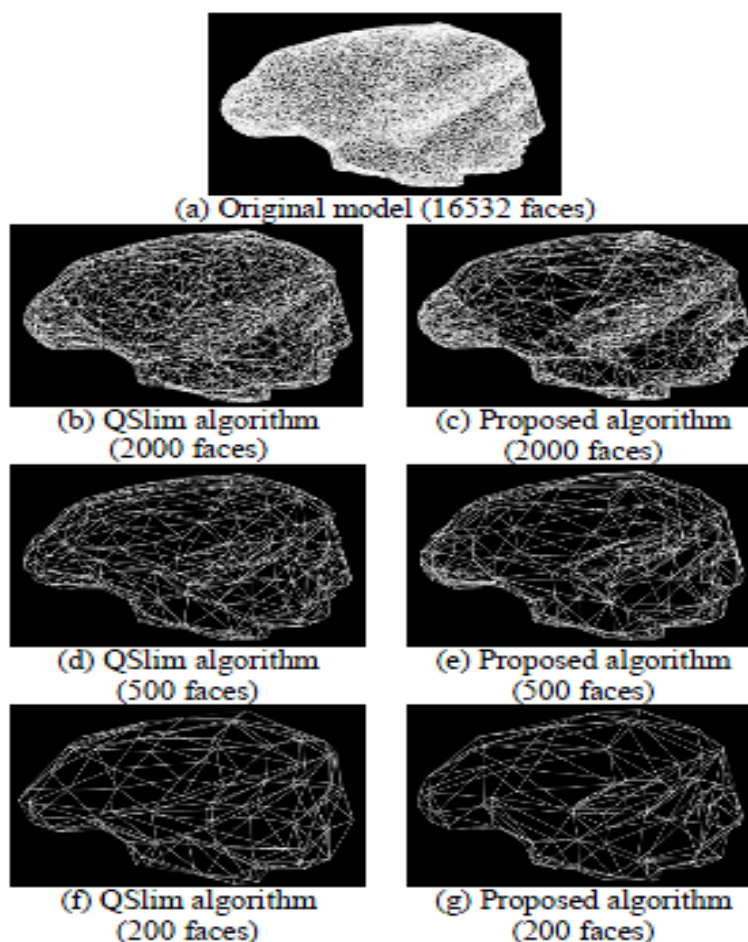 (a) Original model (16532 faces)
(b) QSlim algorithm
(2000 faces)
(c) Proposed algorithm
(2000 faces)
(d) QSlim algorithm
(500 faces)
(e) Proposed algorithm
(500 faces)
(f) QSlim algorithm
(200 faces)
(g) Proposed algorithm
(200 faces)